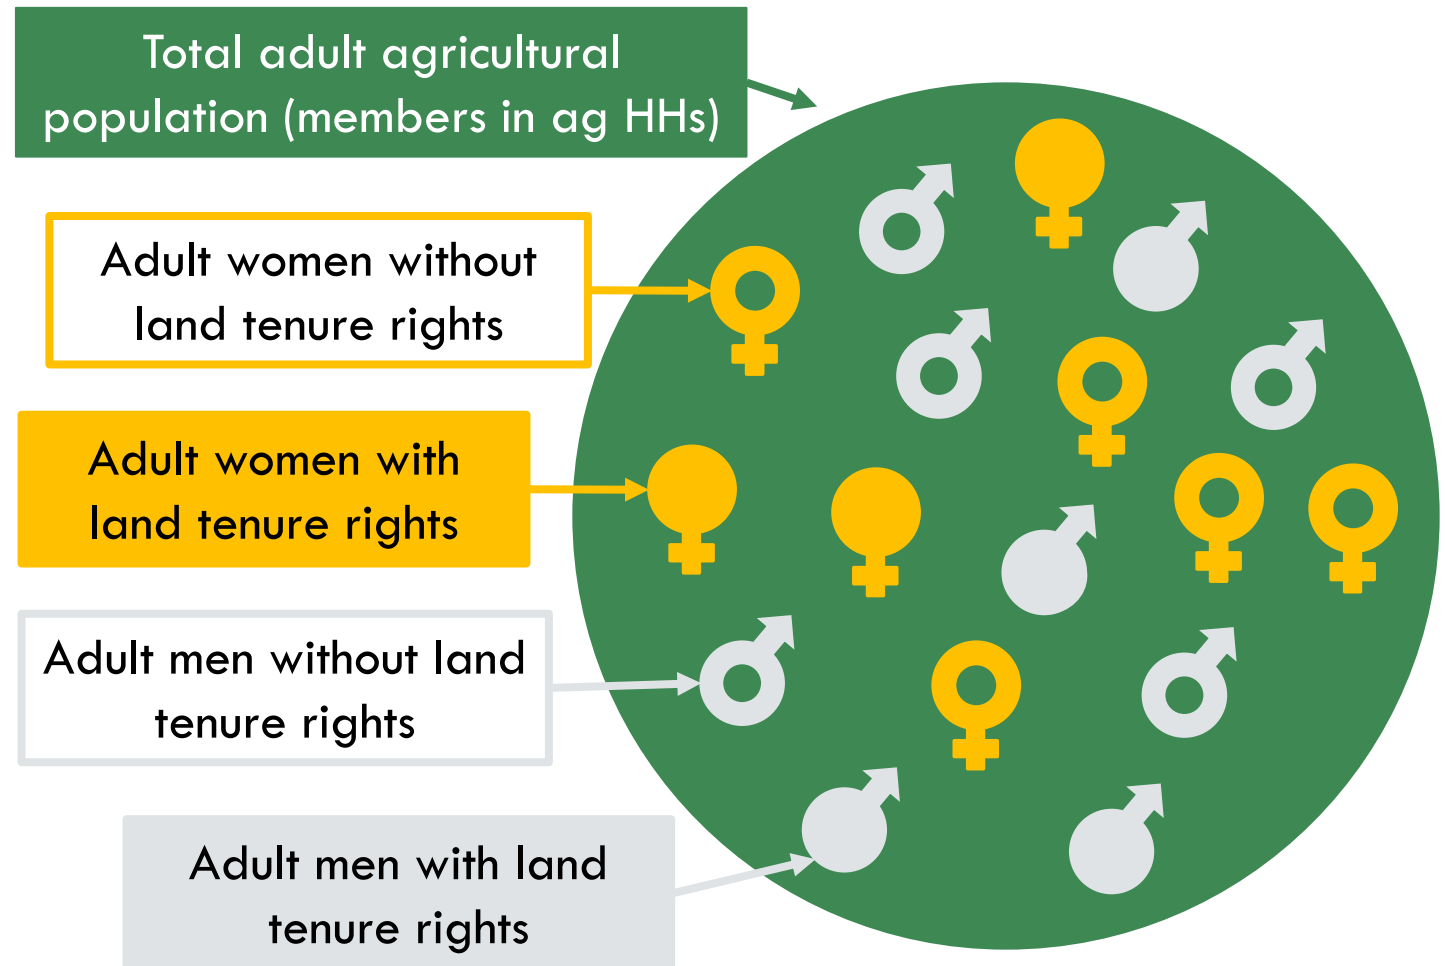 Total adult agricultural
population (members in ag HHs)
Adult women without
land tenure rights
Adult women with
land tenure rights
Adult men without land
tenure rights
Adult men with land
tenure rights